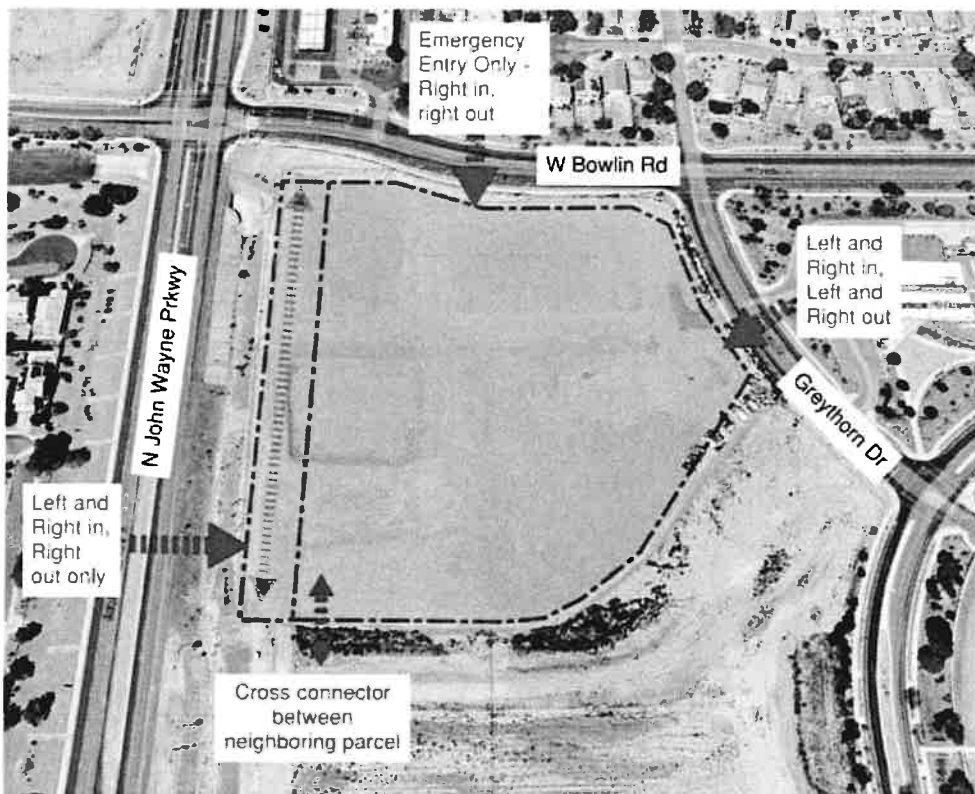 Emergency
Entry Only -
Right in,
right out
W Bowlin Rd
Left and
Right in,
Left and
Right out
N John Wayne Prkwy
Greythorn Dr
Left and
Right in,
Right
out only
Cross connector
between
neighboring parcel